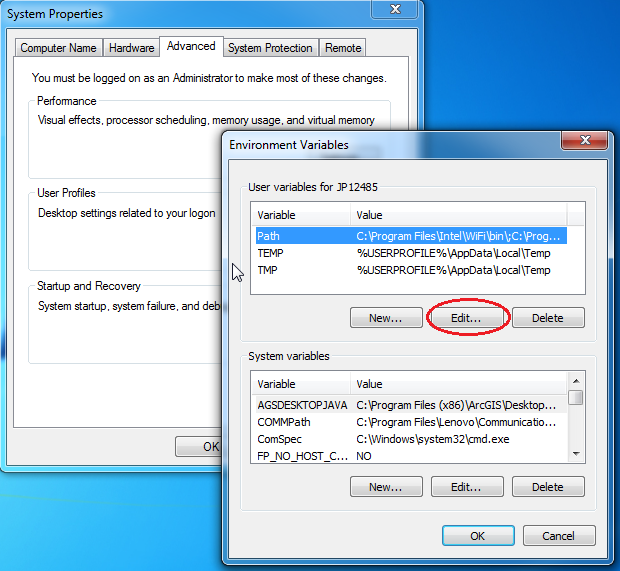 System Properties
Computer Name Hardware Advanced System Protection Remote
You must be logged on as an Administrator to make most of these changes.
Performance
Visual effects, processor scheduling, memory usage, and virtual memory
User Profiles
Desktop settings related to your logon
Startup and Recovery
System startup, system failure, and deb
OK
Environment Variables
User variables for JP12485
Variable Value
Path C:\Program Files\Intel\WiFi\bin\;C:\Prog...
TEMP %USERPROFILE%\AppData\Local\Temp
TMP %USERPROFILE%\AppData\Local\Temp
New... Edit... Delete
System variables
Variable Value
AGSDESKTOPJAVA C:\Program Files (x86)\ArcGIS\Desktop...
COMMPath C:\Program Files\Lenovo\Communicatio...
ComSpec C:\Windows\system32\cmd.exe
FP_NO_HOST_C... NO
New... Edit... Delete
OK Cancel